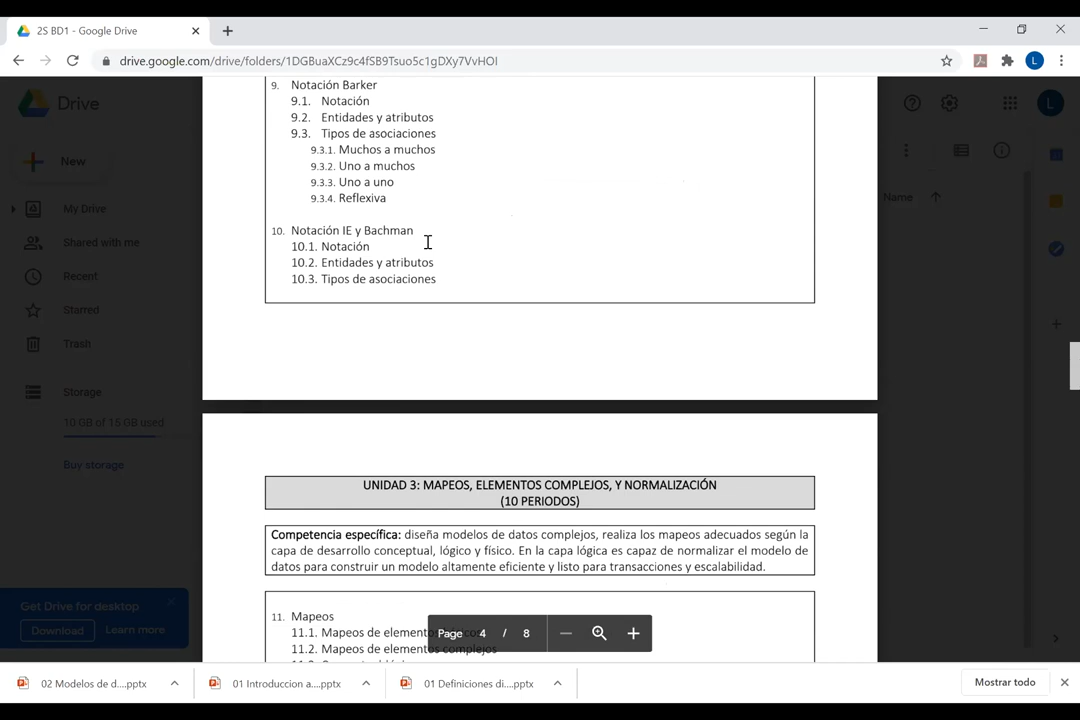 2S BD1 - Google Drive
drive.google.com/drive/folders/1DGBuaXCz9c4fSB9Tsuo5c1gDXy7VvHOI
L
Drive
L
New
My Drive
Shared with me
Recent
Starred
Trash
Storage
10 GB of 15 GB used
Buy storage
Name
9. Notación Barker
9.1. Notación
9.2. Entidades y atributos
9.3. Tipos de asociaciones
9.3.1. Muchos a muchos
9.3.2. Uno a muchos
9.3.3. Uno a uno
9.3.4. Reflexiva
10. Notación IE y Bachman
10.1. Notación
10.2. Entidades y atributos
10.3. Tipos de asociaciones
UNIDAD 3: MAPEOS, ELEMENTOS COMPLEJOS, Y NORMALIZACIÓN
(10 PERIODOS)
Competencia específica: diseña modelos de datos complejos, realiza los mapeos adecuados según la
capa de desarrollo conceptual, lógico y físico. En la capa lógica es capaz de normalizar el modelo de
datos para construir un modelo altamente eficiente y listo para transacciones y escalabilidad.
11. Mapeos
11.1. Mapeos de
11.2. Mapeos de elementos complejos
Page 4 / 8
Get Drive for desktop
Download
Learn more
02 Modelos de d....pptx
01 Introduccion a....pptx
01 Definiciones di....pptx
Mostrar todo